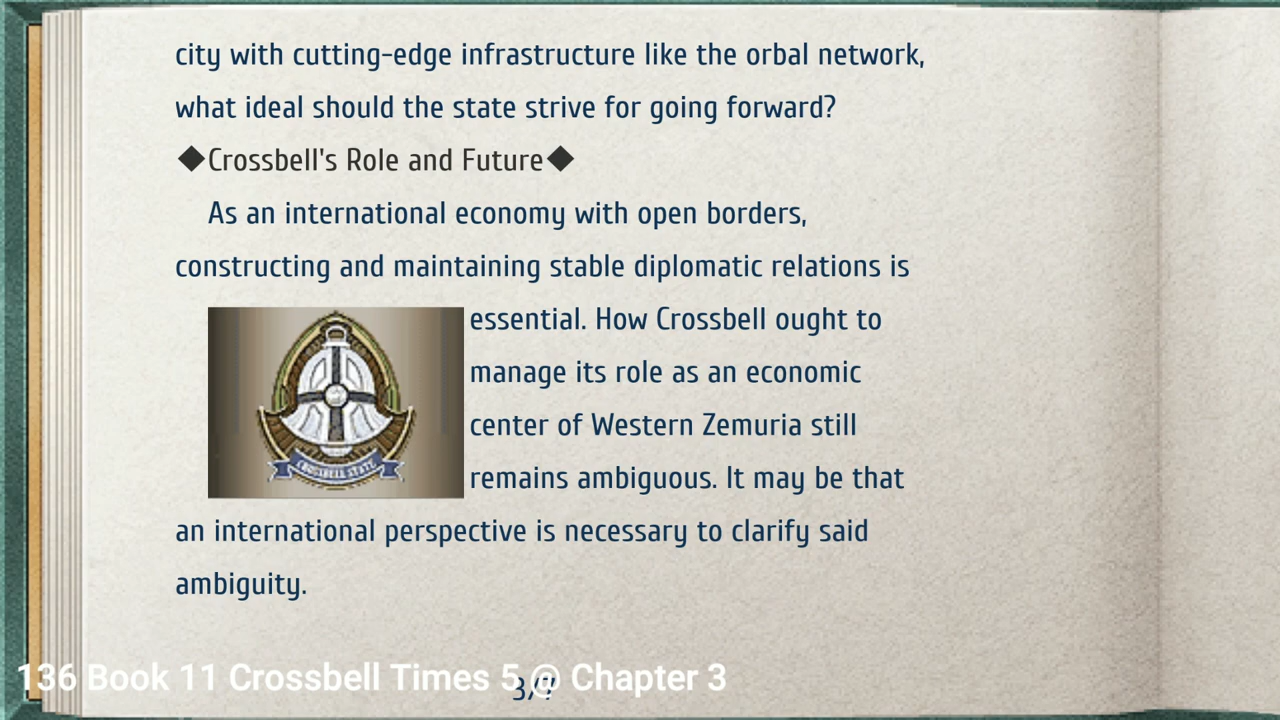 city with cutting-edge infrastructure like the orbal network,
what ideal should the state strive for going forward?
◆Crossbell's Role and Future◆
As an international economy with open borders,
constructing and maintaining stable diplomatic relations is
essential. How Crossbell ought to
manage its role as an economic
center of Western Zemuria still
remains ambiguous. It may be that
CROSSBELL STATE
an international perspective is necessary to clarify said
ambiguity.
136 Book 11 Crossbell Times 5 @ Chapter 3
3/7